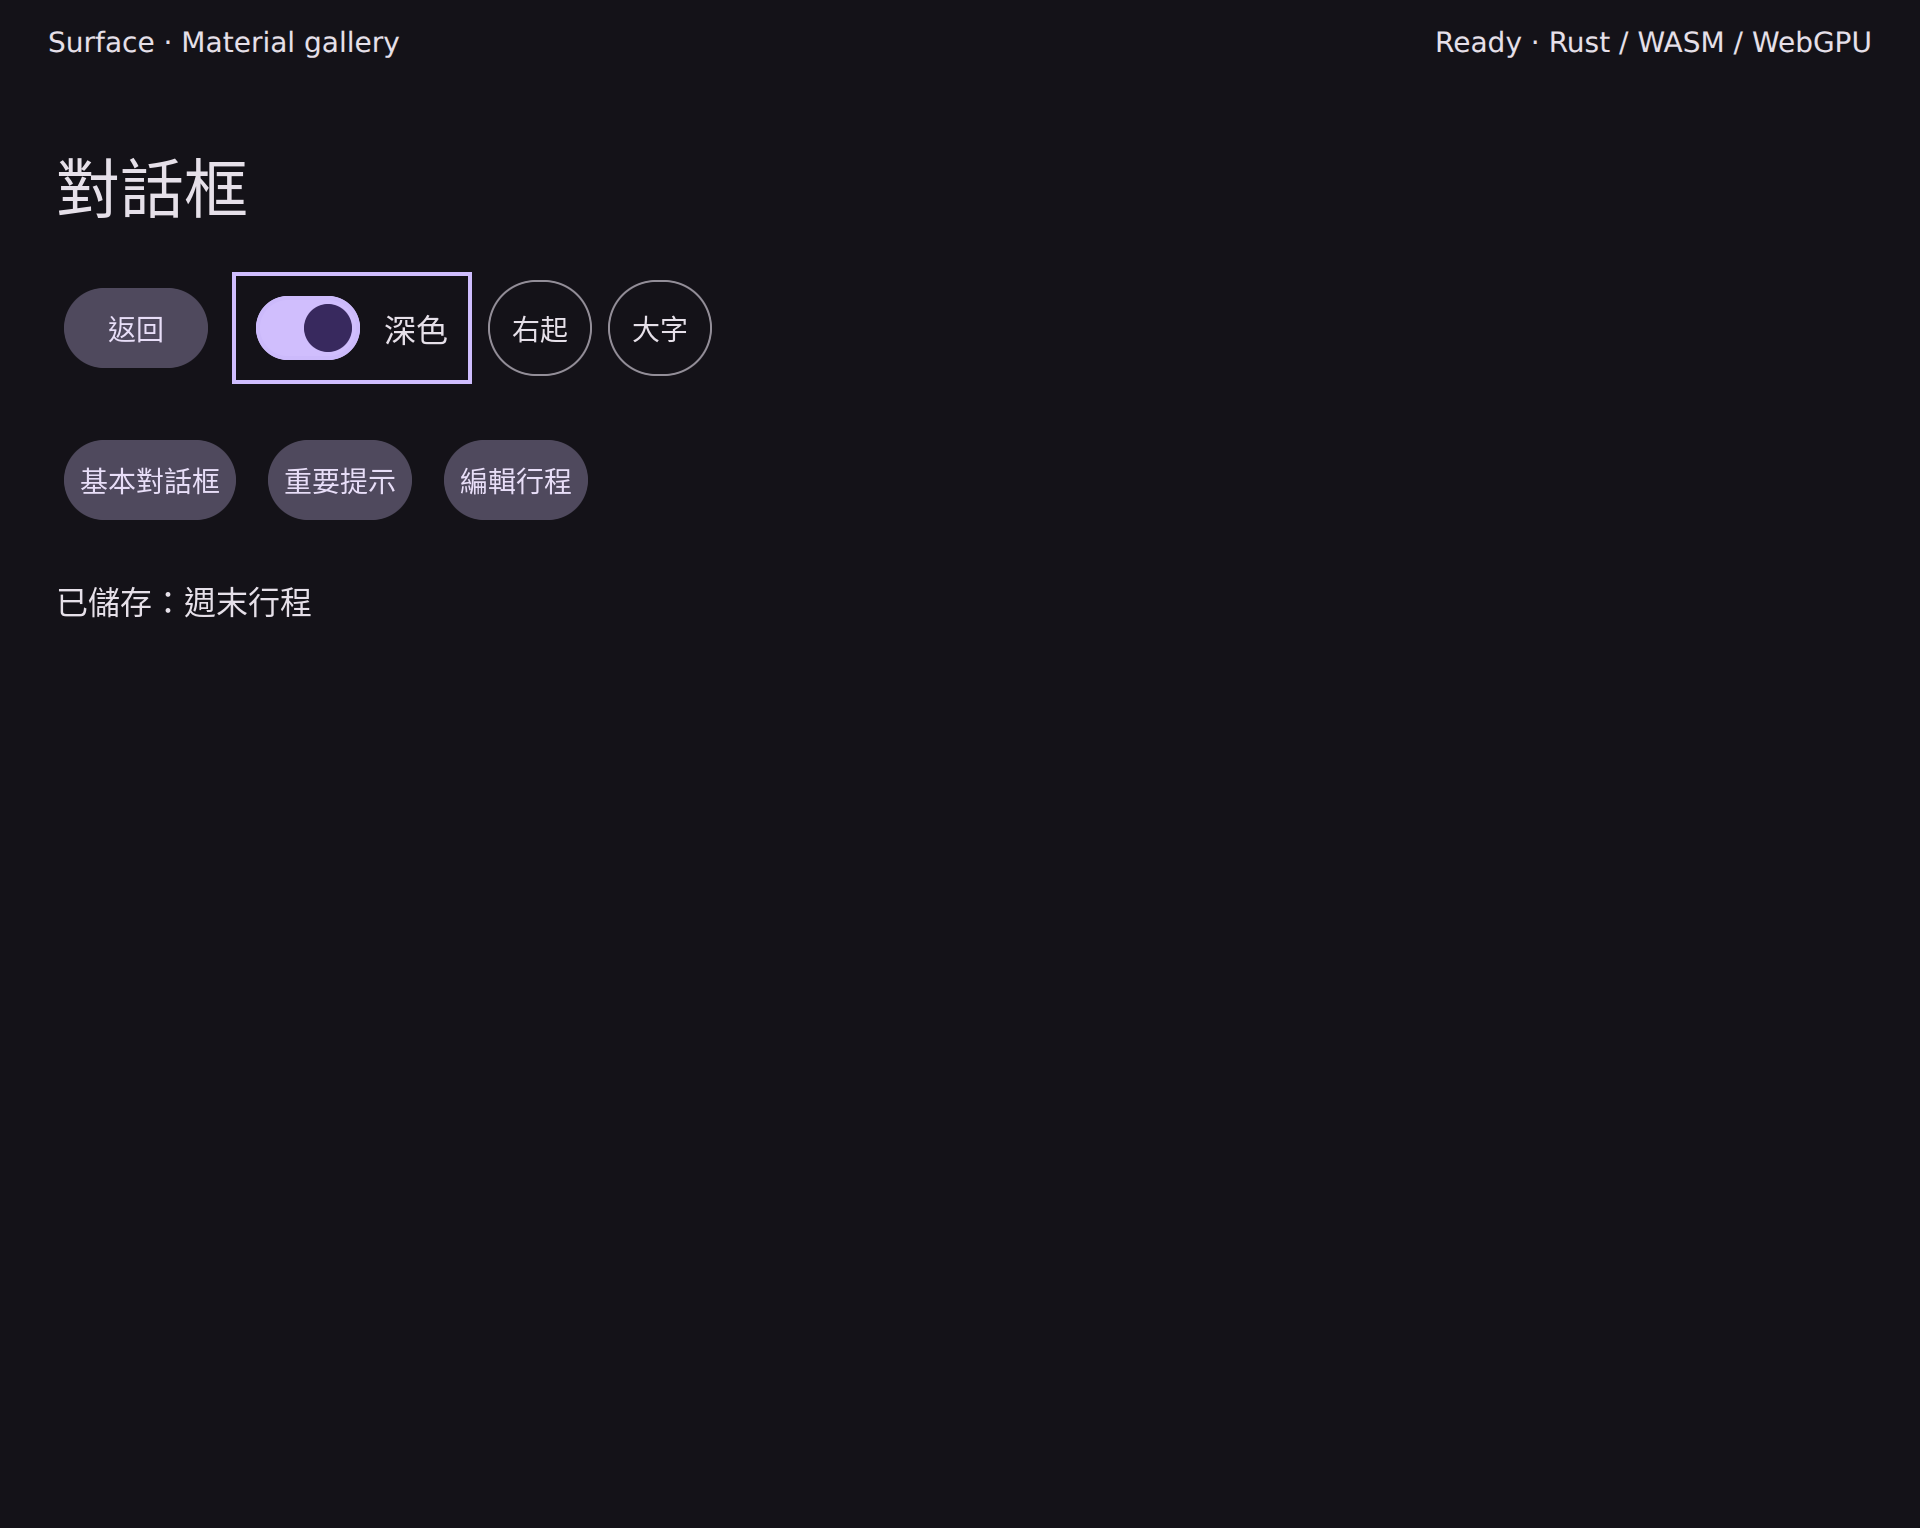 Surface · Material gallery
Ready · Rust / WASM / WebGPU
對話框
返回 深色 右起 大字
基本對話框 重要提示 編輯行程
已儲存：週末行程